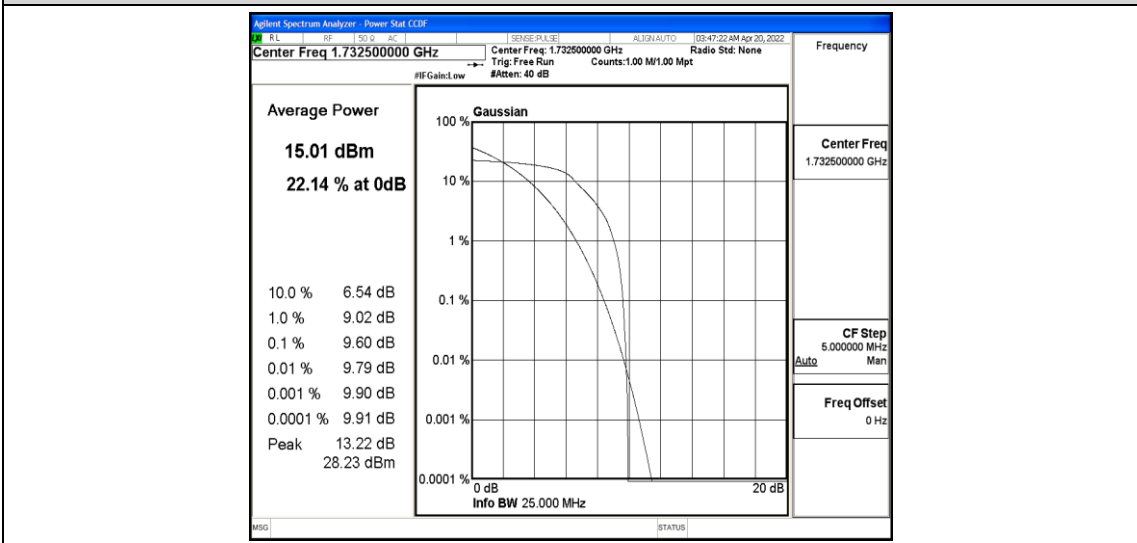 Agilent Spectrum Analyzer - Power Stat CCDF
LXI RL RF 50 Ω AC SENSE:PULSE ALIGN AUTO 03:47:22 AM Apr 20, 2022
Center Freq 1.732500000 GHz
Center Freq: 1.732500000 GHz Radio Std: None
Trig: Free Run Counts:1.00 M/1.00 Mpt
#IFGain:Low #Atten: 40 dB
Average Power
15.01 dBm
22.14 % at 0dB
10.0 % 6.54 dB
1.0 % 9.02 dB
0.1 % 9.60 dB
0.01 % 9.79 dB
0.001 % 9.90 dB
0.0001 % 9.91 dB
Peak 13.22 dB
28.23 dBm
Gaussian
100 %
10 %
1 %
0.1 %
0.01 %
0.001 %
0.0001 %
0 dB 20 dB
Info BW 25.000 MHz
Frequency
Center Freq
1.732500000 GHz
CF Step
5.000000 MHz
Auto Man
Freq Offset
0 Hz
MSG STATUS